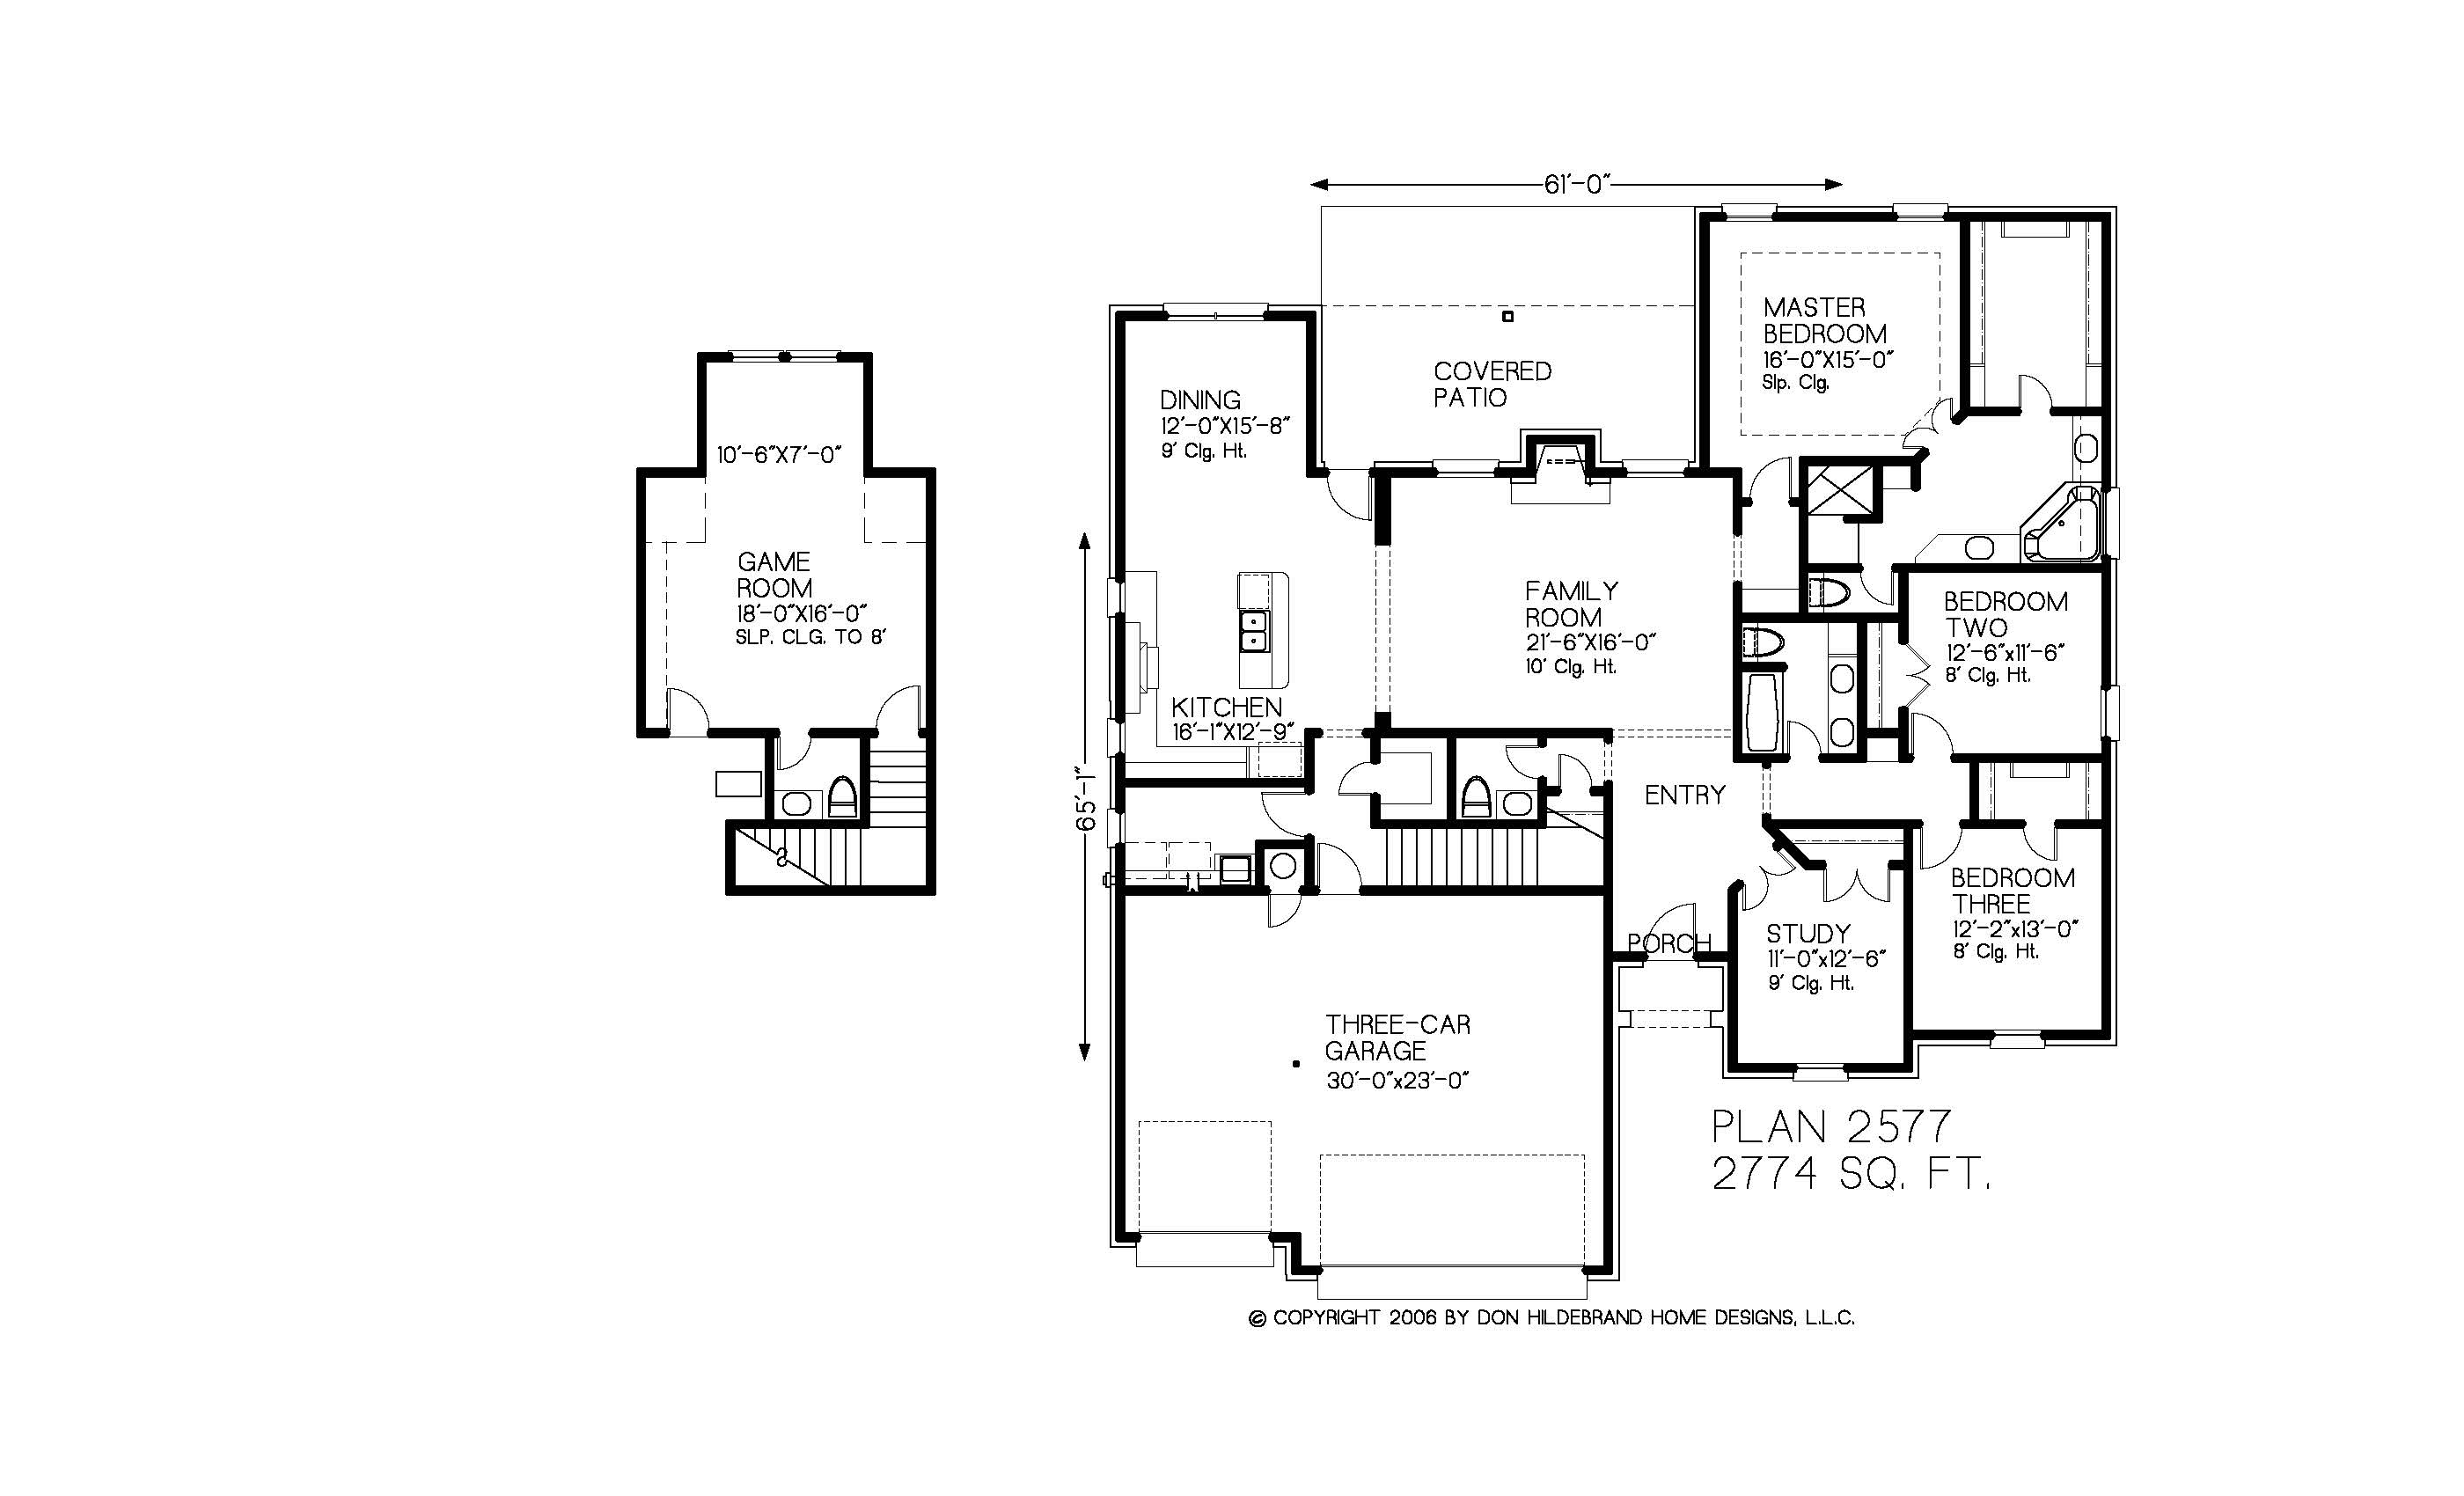 61'-0"
MASTER
BEDROOM
16'-0"X15'-0"
Slp. Clg.
COVERED
PATIO
DINING
12'-0"X15'-8"
9' Clg. Ht.
10'-6"X7'-0"
GAME
ROOM
18'-0"X16'-0"
SLP. CLG. TO 8'
FAMILY
ROOM
21'-6"X16'-0"
10' Clg. Ht.
BEDROOM
TWO
12'-6"x11'-6"
8' Clg. Ht.
KITCHEN
16'-1"X12'-9"
65'-1"
ENTRY
BEDROOM
THREE
12'-2"x13'-0"
8' Clg. Ht.
PORCH
STUDY
11'-0"x12'-6"
9' Clg. Ht.
THREE-CAR
GARAGE
30'-0"x23'-0"
PLAN 2577
2774 SQ. FT.
© COPYRIGHT 2006 BY DON HILDEBRAND HOME DESIGNS, L.L.C.